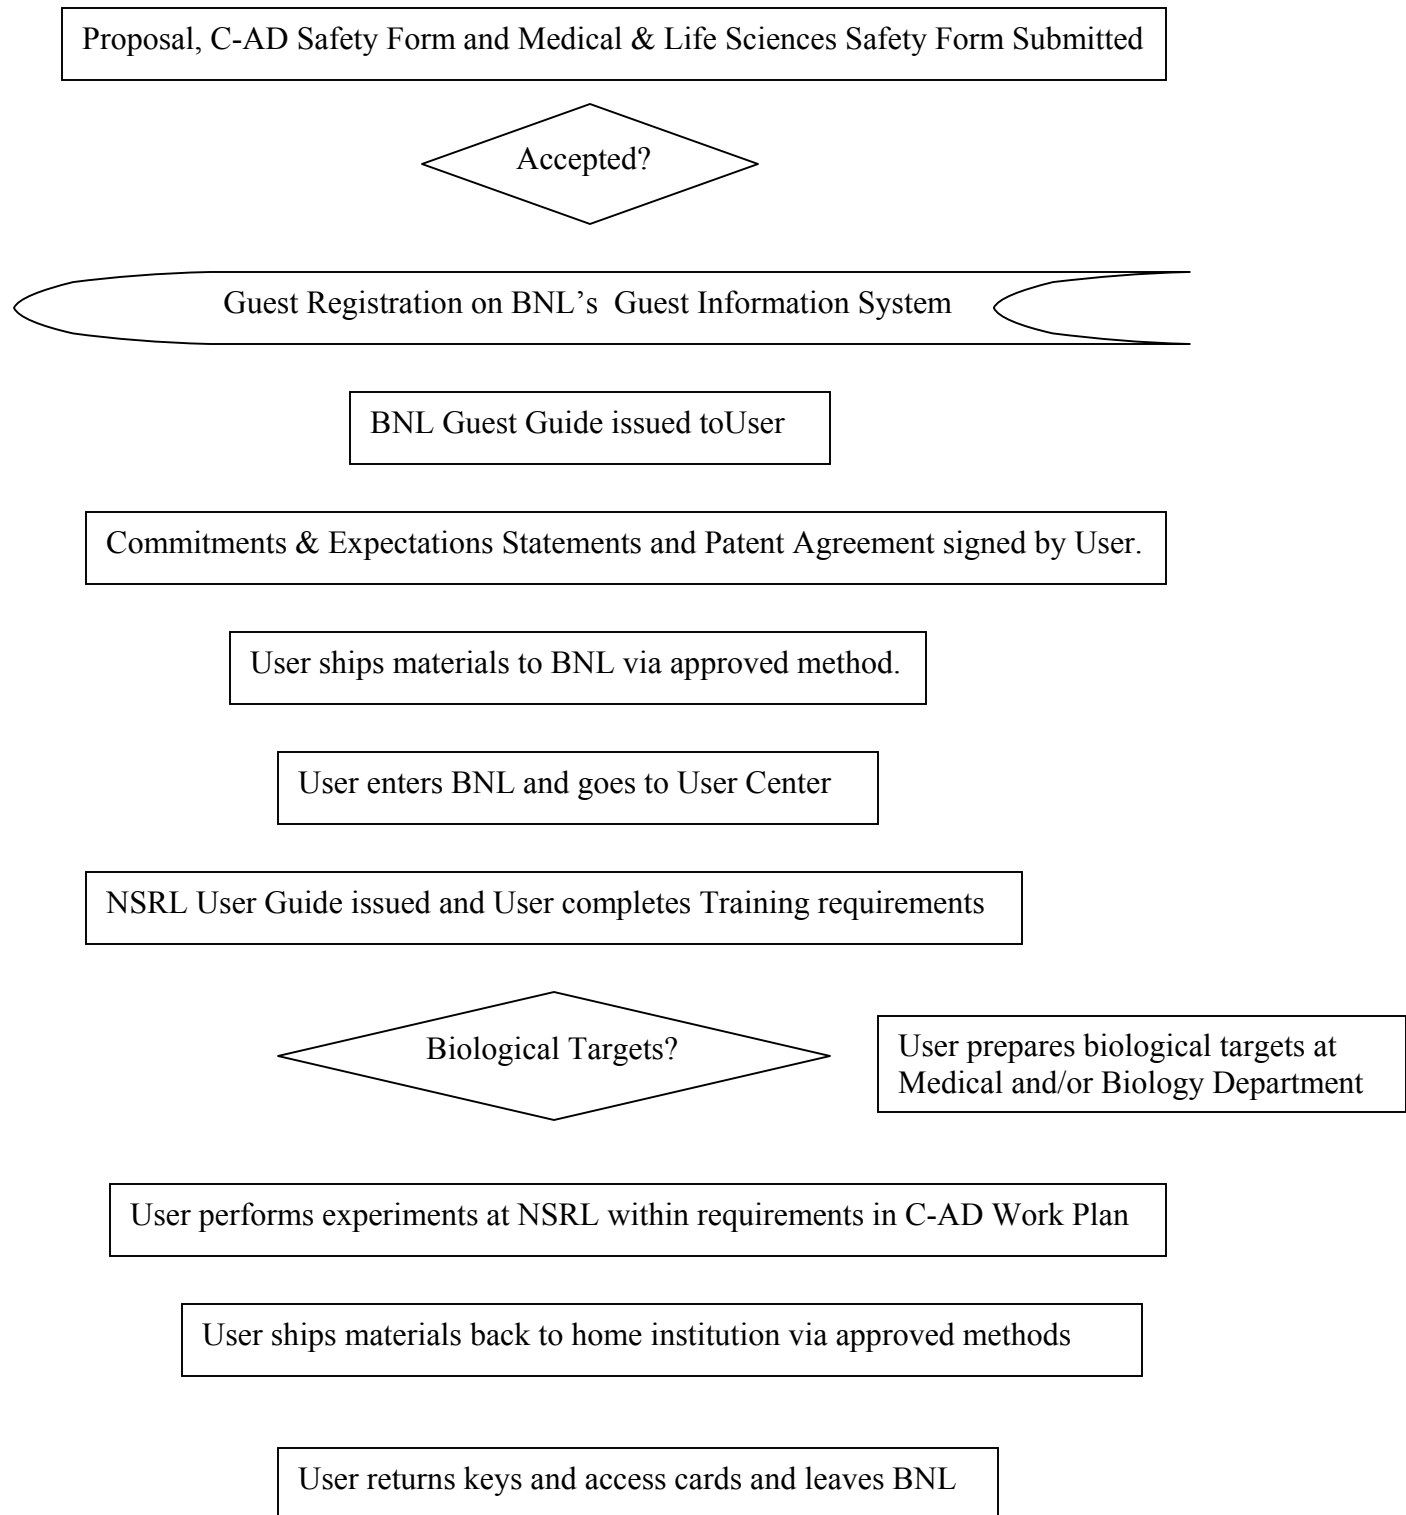 Proposal, C-AD Safety Form and Medical & Life Sciences Safety Form Submitted
Accepted?
Guest Registration on BNL’s  Guest Information System
BNL Guest Guide issued toUser
Commitments & Expectations Statements and Patent Agreement signed by User.
User ships materials to BNL via approved method.
User enters BNL and goes to User Center
NSRL User Guide issued and User completes Training requirements
Biological Targets?
User prepares biological targets at
Medical and/or Biology Department
User performs experiments at NSRL within requirements in C-AD Work Plan
User ships materials back to home institution via approved methods
User returns keys and access cards and leaves BNL